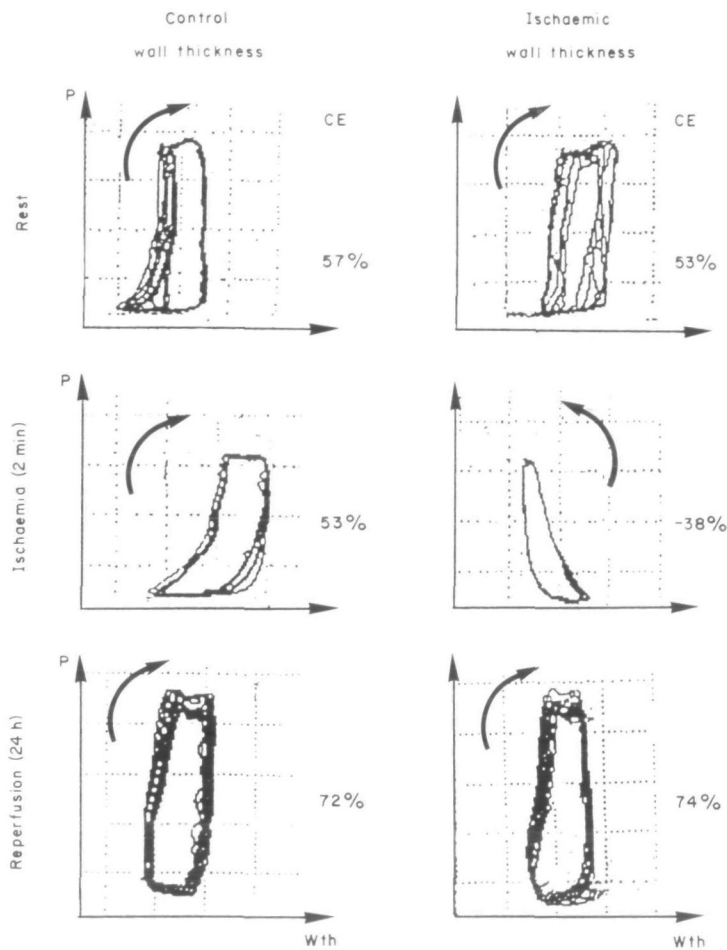 Control
wall thickness
Ischaemic
wall thickness
P
CE
CE
Rest
57%
53%
P
Ischaemia (2 min)
53%
-38%
P
Reperfusion (24 h)
72%
74%
Wth
Wth